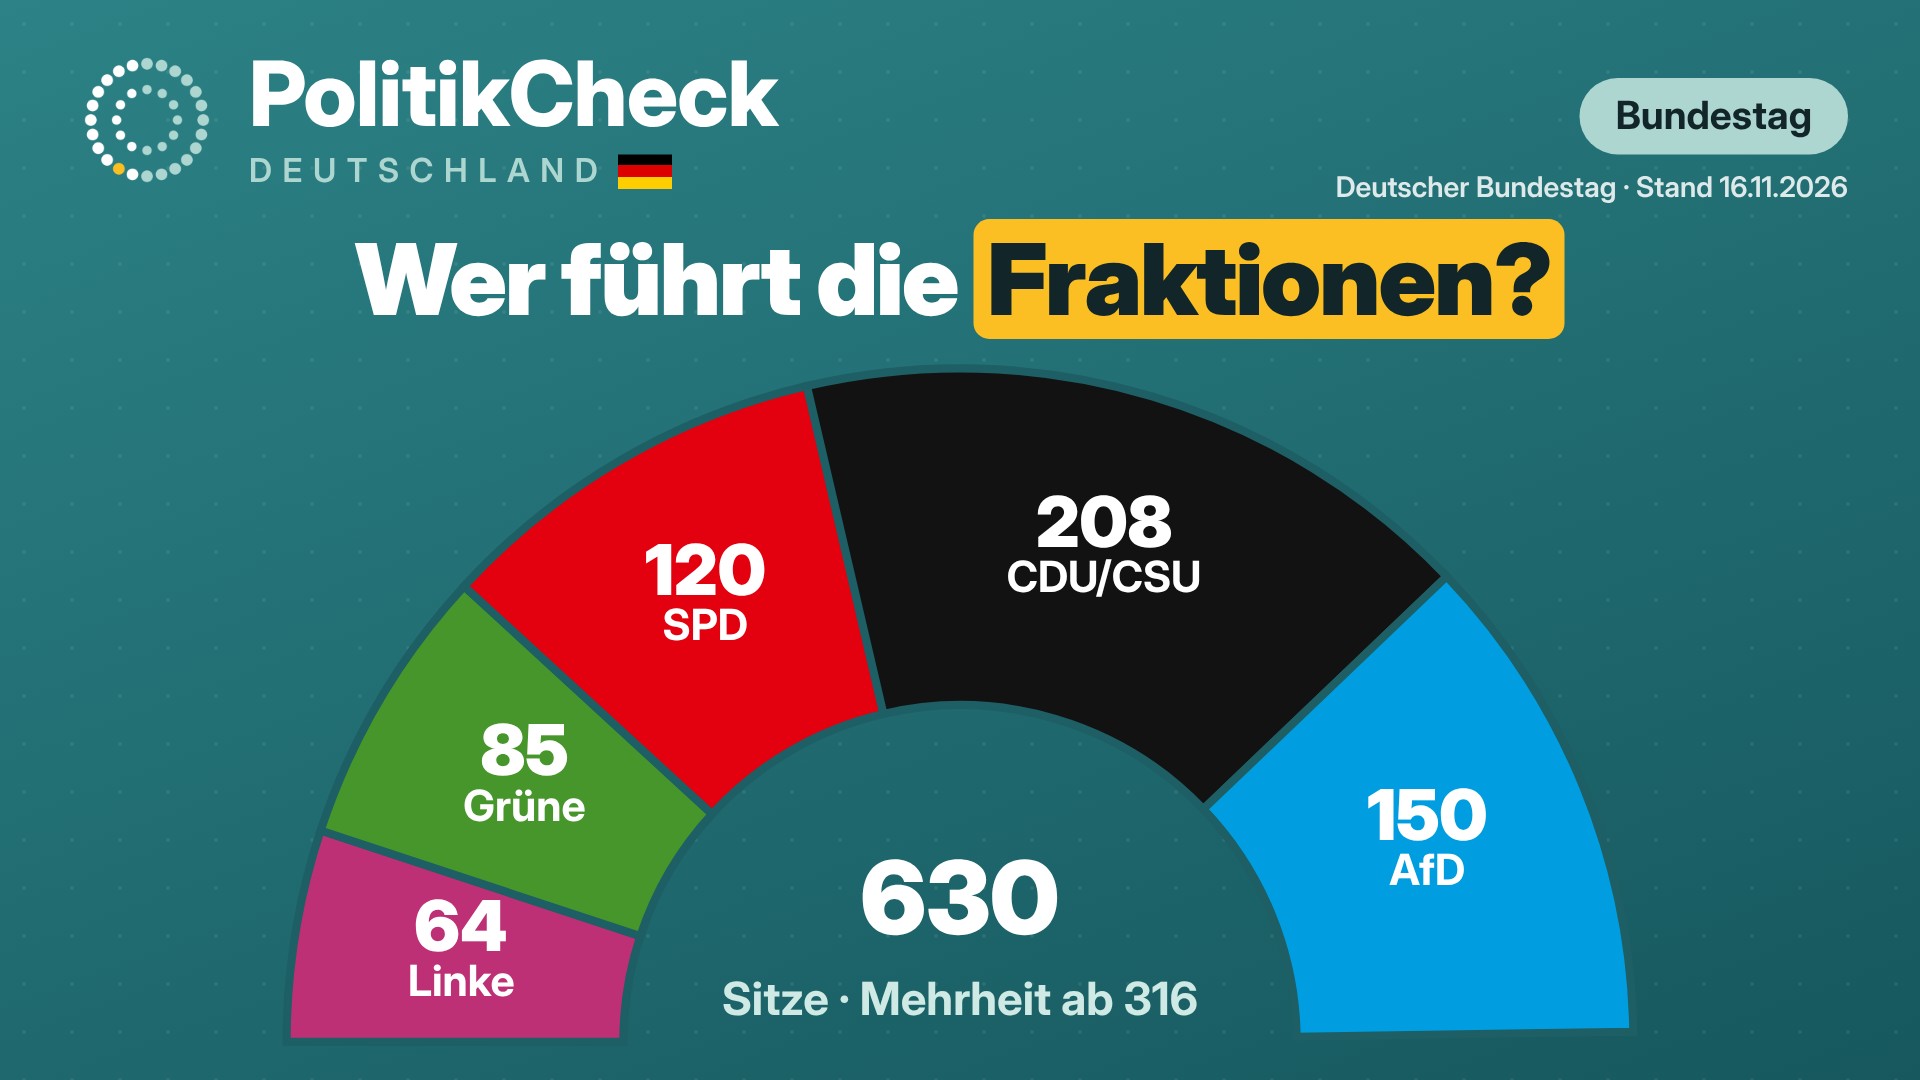 PolitikCheck
DEUTSCHLAND
Bundestag
Deutscher Bundestag · Stand 16.11.2026
Wer führt die Fraktionen?
208
CDU/CSU
120
SPD
85
Grüne
150
AfD
64
Linke
630
Sitze · Mehrheit ab 316